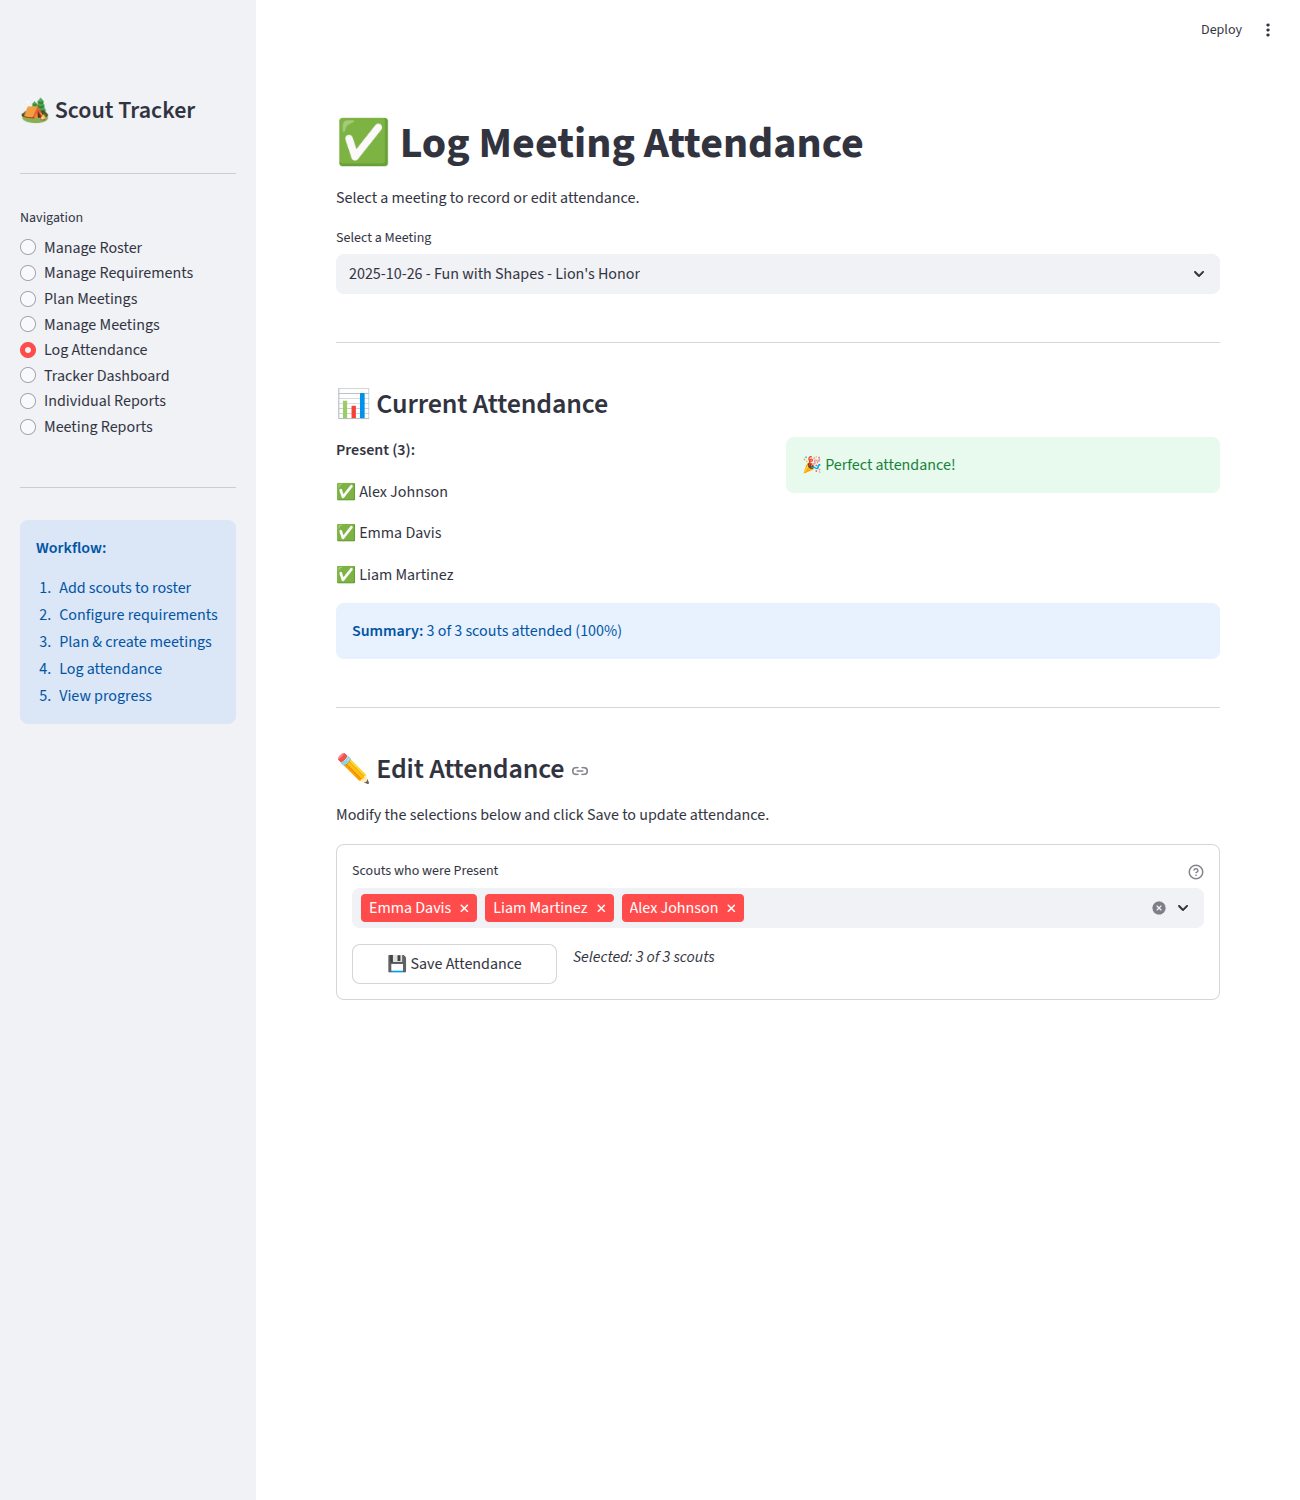 Deploy
🏕️ Scout Tracker
Navigation
Manage Roster
Manage Requirements
Plan Meetings
Manage Meetings
Log Attendance
Tracker Dashboard
Individual Reports
Meeting Reports
Workflow:
1. Add scouts to roster
2. Configure requirements
3. Plan & create meetings
4. Log attendance
5. View progress
✅ Log Meeting Attendance
Select a meeting to record or edit attendance.
Select a Meeting
2025-10-26 - Fun with Shapes - Lion's Honor
📊 Current Attendance
Present (3):
✅ Alex Johnson
✅ Emma Davis
✅ Liam Martinez
🎉 Perfect attendance!
Summary: 3 of 3 scouts attended (100%)
✏️ Edit Attendance
Modify the selections below and click Save to update attendance.
Scouts who were Present
Emma Davis × Liam Martinez × Alex Johnson ×
💾 Save Attendance
Selected: 3 of 3 scouts